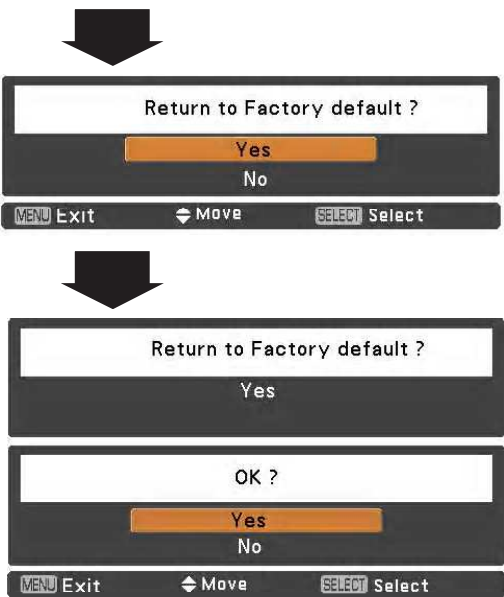 Return to Factory default ?
Yes
No
MENU Exit Move SELECT Select
Return to Factory default ?
Yes
OK ?
Yes
No
MENU Exit Move SELECT Select